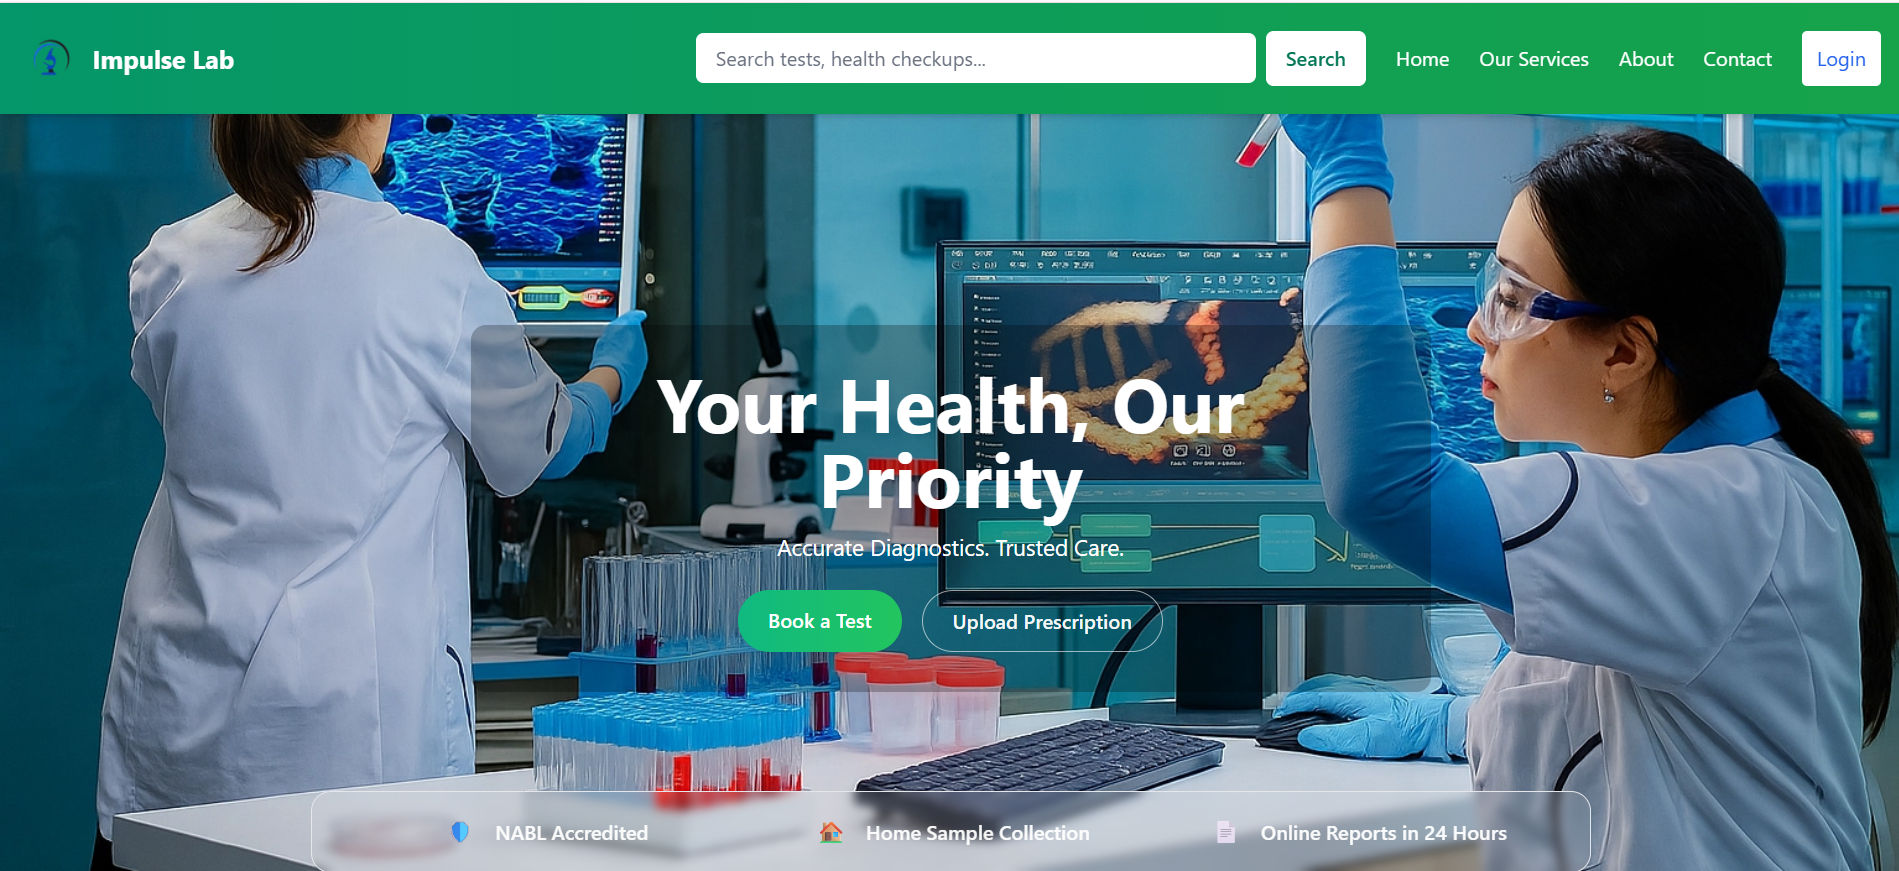 Impulse Lab
Search tests, health checkups...
Search
Home
Our Services
About
Contact
Login
Your Health, Our
Priority
Accurate Diagnostics. Trusted Care.
Book a Test
Upload Prescription
NABL Accredited
Home Sample Collection
Online Reports in 24 Hours